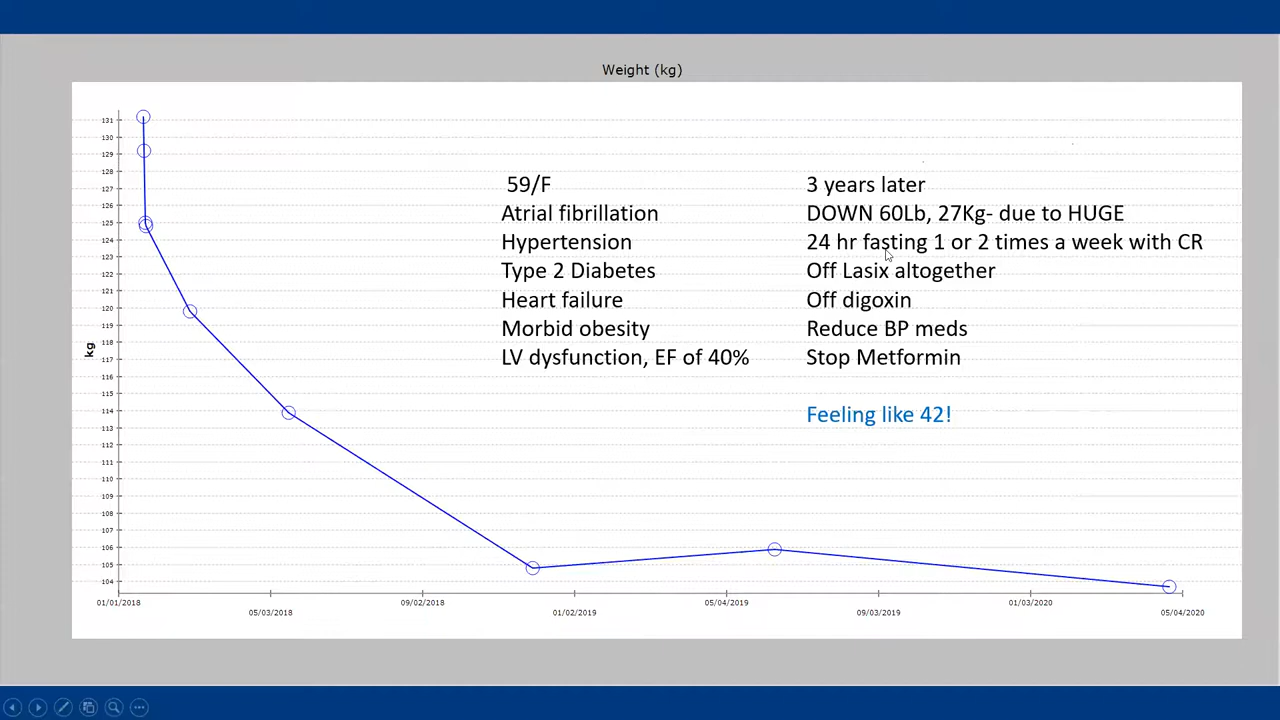 Weight (kg)
131
130
129
128
127
126
125
124
123
122
121
120
119
118
117
116
115
114
113
112
111
110
109
108
107
106
105
104
kg
59/F
Atrial fibrillation
Hypertension
Type 2 Diabetes
Heart failure
Morbid obesity
LV dysfunction, EF of 40%
3 years later
DOWN 60Lb, 27Kg- due to HUGE
24 hr fasting 1 or 2 times a week with CR
Off Lasix altogether
Off digoxin
Reduce BP meds
Stop Metformin
Feeling like 42!
01/01/2018
05/03/2018
09/02/2018
01/02/2019
05/04/2019
09/03/2019
01/03/2020
05/04/2020